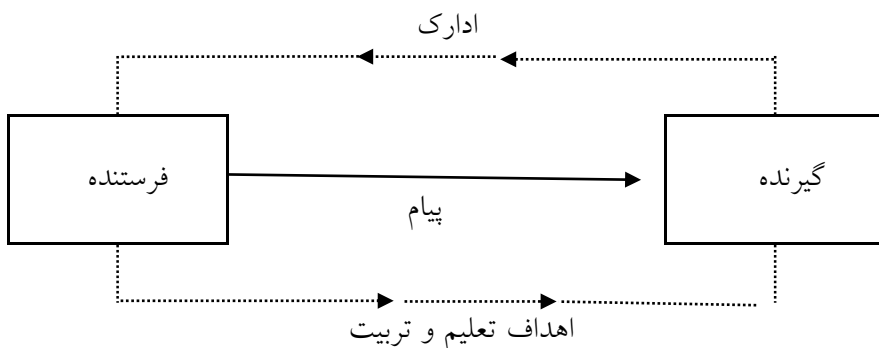 ادارک
گیرنده
فرستنده
پیام
اهداف تعلیم و تربیت